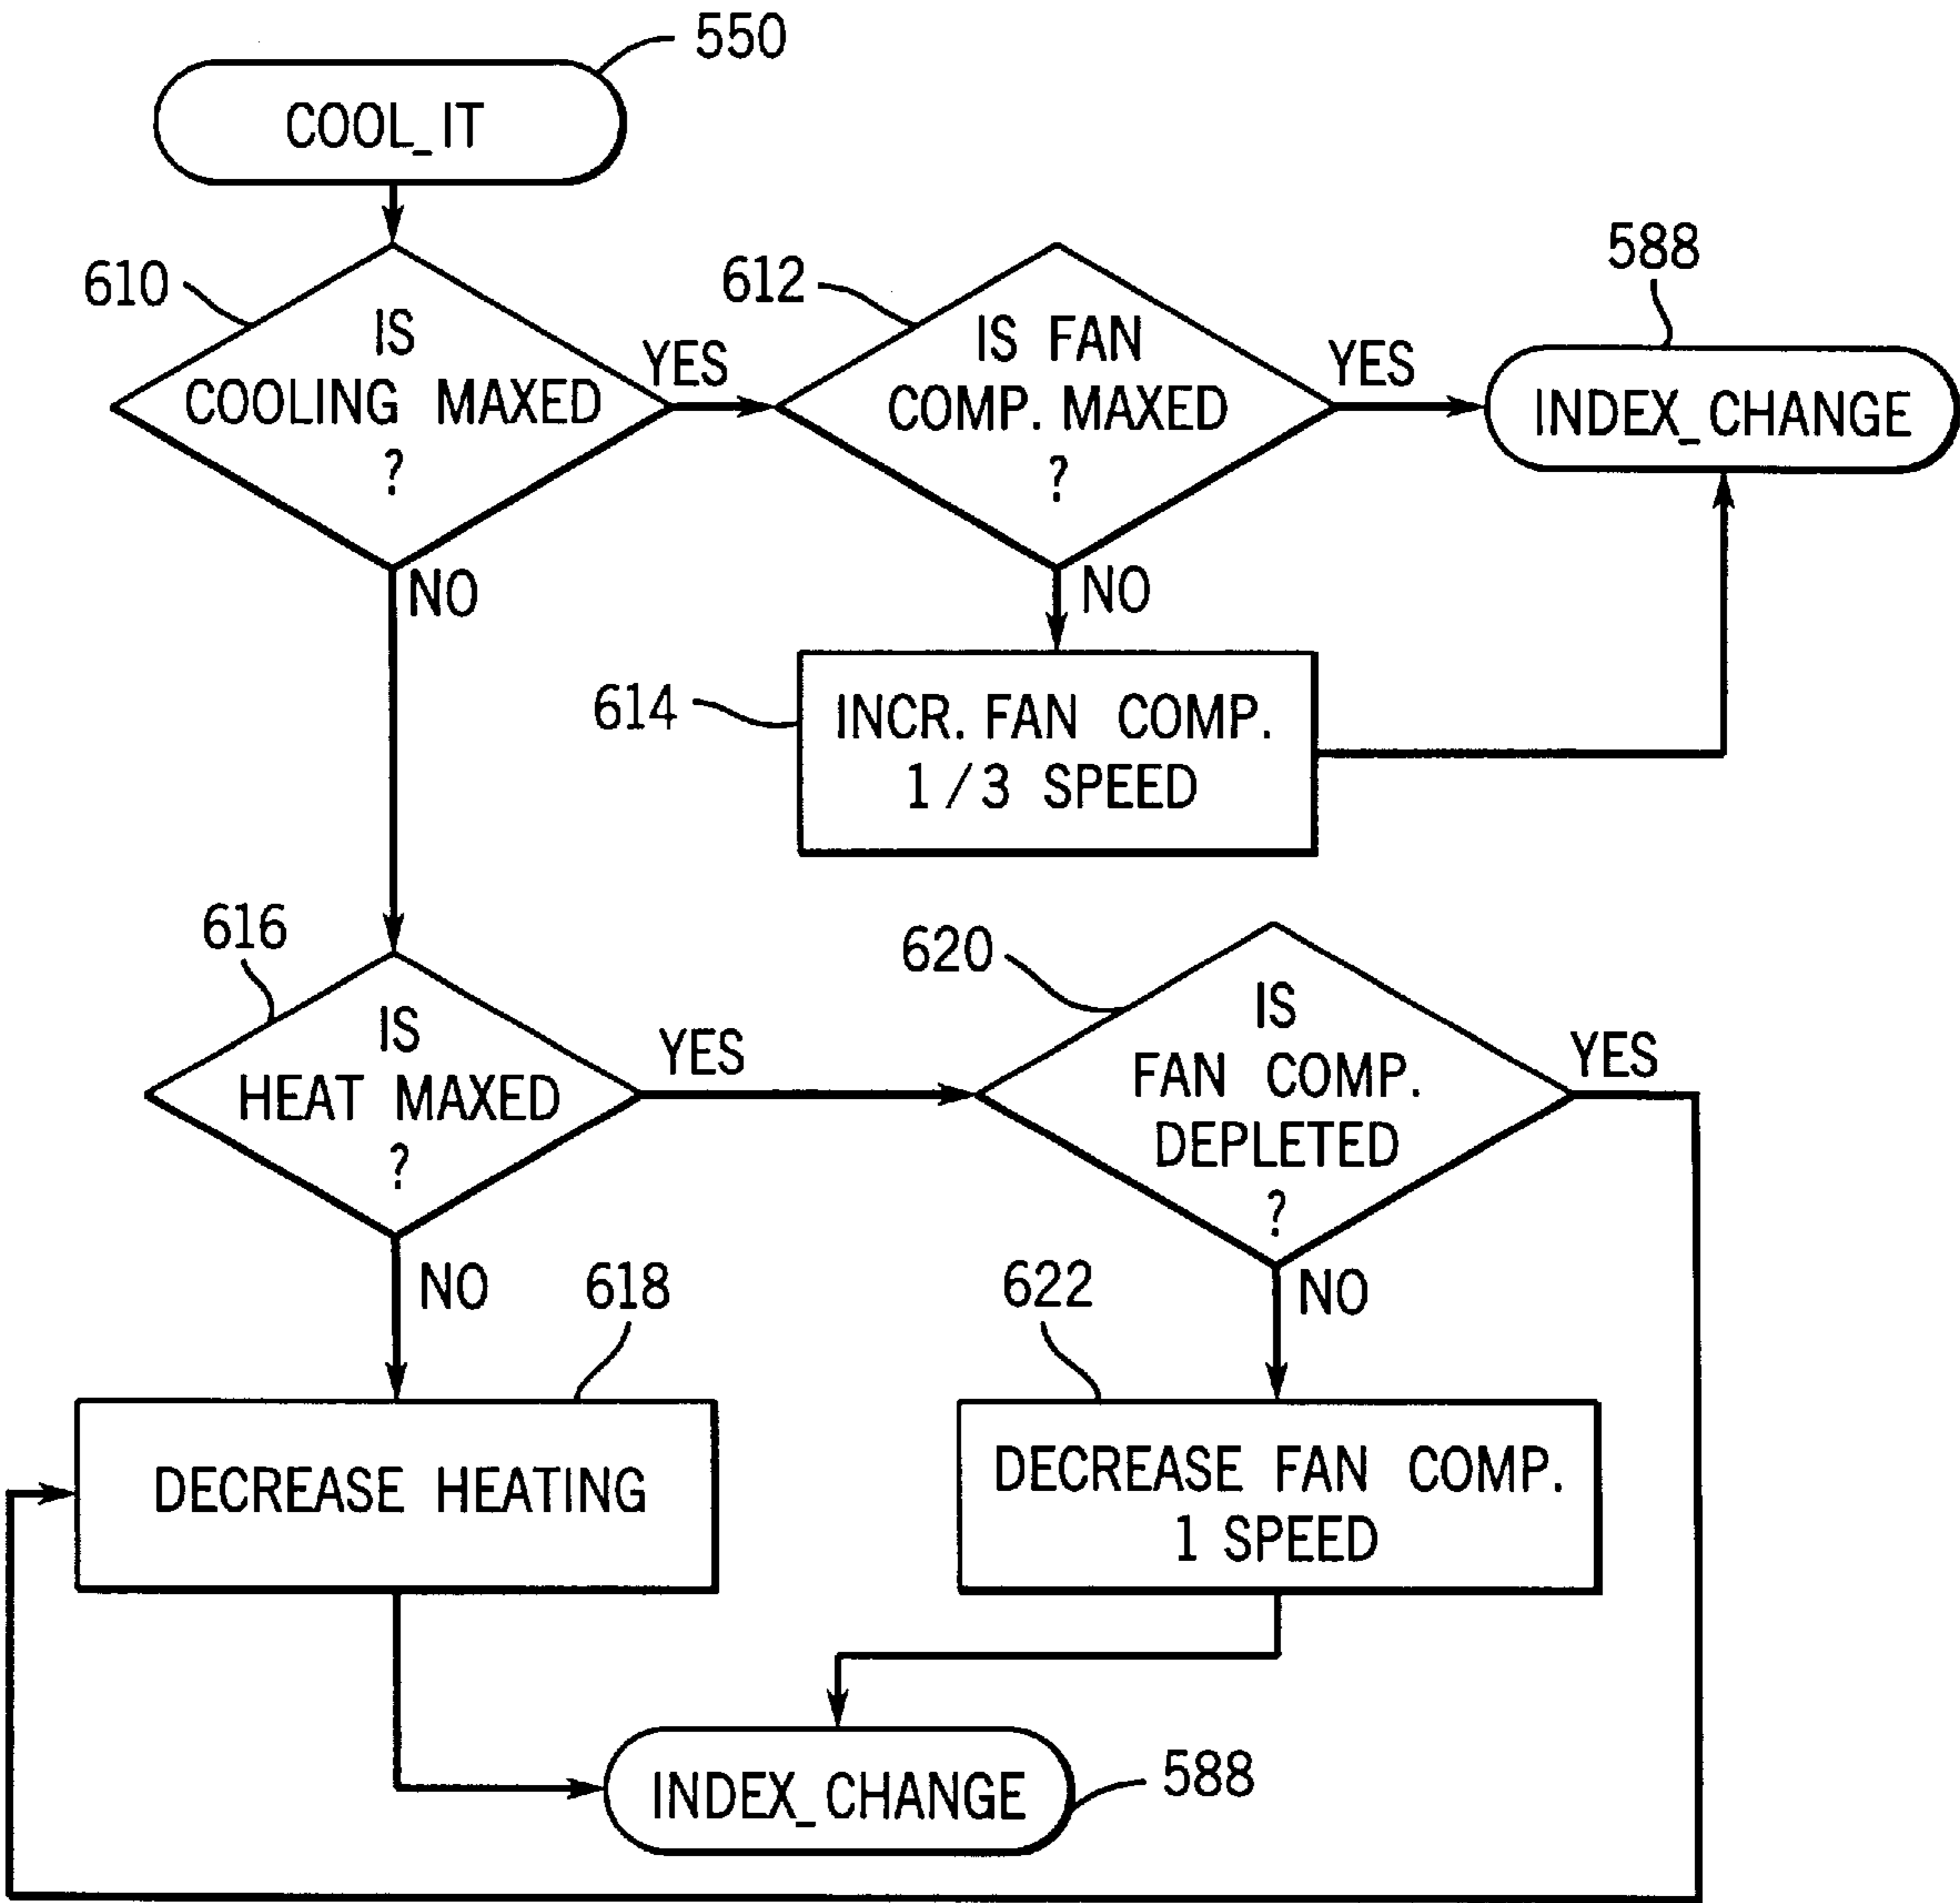 550
COOL_IT
610
IS
COOLING MAXED
?
YES
NO
612
IS FAN
COMP. MAXED
?
YES
NO
588
INDEX_CHANGE
614
INCR. FAN COMP.
1/3 SPEED
616
IS
HEAT MAXED
?
YES
NO
620
IS
FAN COMP.
DEPLETED
?
YES
NO
618
DECREASE HEATING
622
DECREASE FAN COMP.
1 SPEED
INDEX_CHANGE
588